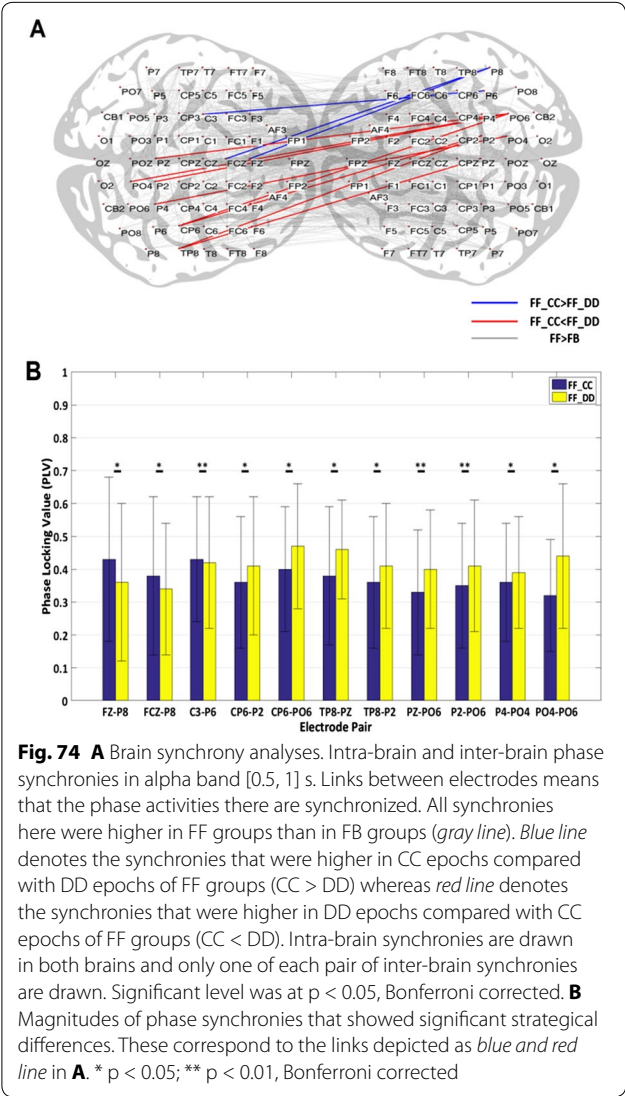 A
P7 TP7 T7 FT7 F7 F8 FT8 T8 TP8 P8
PO7 P5 CP5 C5 FC5 F5 F6 FC6 C6 CP6 P6 PO8
CB1 PO5 P3 CP3 C3 FC3 F3 F4 FC4 C4 CP4 P4 PO6 CB2
AF3 AF4
O1 PO3 P1 CP1 C1 FC1 F1 FP1 FP2 F2 FC2 C2 CP2 P2 PO4 O2
OZ POZ PZ CPZ CZ FCZ FZ FPZ FPZ FZ FCZ CZ CPZ PZ POZ OZ
O2 PO4 P2 CP2 C2 FC2 F2 FP2 FP1 F1 FC1 C1 CP1 P1 PO3 O1
AF4 AF3
CB2 PO6 P4 CP4 C4 FC4 F4 F3 FC3 C3 CP3 P3 PO5 CB1
PO8 P6 CP6 C6 FC6 F6 F5 FC5 C5 CP5 P5 PO7
P8 TP8 T8 FT8 F8 F7 FT7 T7 TP7 P7
FF_CC>FF_DD
FF_CC<FF_DD
FF>FB
B
Phase Locking Value (PLV)
1
0.9
0.8
0.7
0.6
0.5
0.4
0.3
0.2
0.1
0
FF_CC
FF_DD
* * ** * * * * ** ** * *
FZ-P8 FCZ-P8 C3-P6 CP6-P2 CP6-PO6 TP8-PZ TP8-P2 PZ-PO6 P2-PO6 P4-PO4 PO4-PO6
Electrode Pair
Fig. 74 A Brain synchrony analyses. Intra-brain and inter-brain phase
synchronies in alpha band [0.5, 1] s. Links between electrodes means
that the phase activities there are synchronized. All synchronies
here were higher in FF groups than in FB groups (gray line). Blue line
denotes the synchronies that were higher in CC epochs compared
with DD epochs of FF groups (CC > DD) whereas red line denotes
the synchronies that were higher in DD epochs compared with CC
epochs of FF groups (CC < DD). Intra-brain synchronies are drawn
in both brains and only one of each pair of inter-brain synchronies
are drawn. Significant level was at p < 0.05, Bonferroni corrected. B
Magnitudes of phase synchronies that showed significant strategical
differences. These correspond to the links depicted as blue and red
line in A. * p < 0.05; ** p < 0.01, Bonferroni corrected